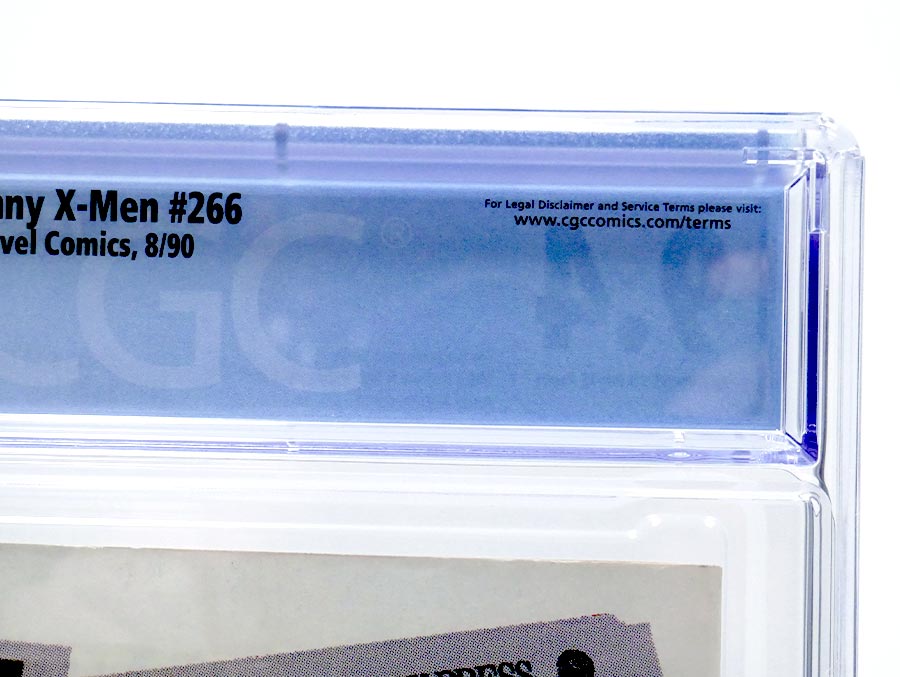 nny X-Men #266
vel Comics, 8/90
For Legal Disclaimer and Service Terms please visit:
www.cgccomics.com/terms
CGC®
PRESS